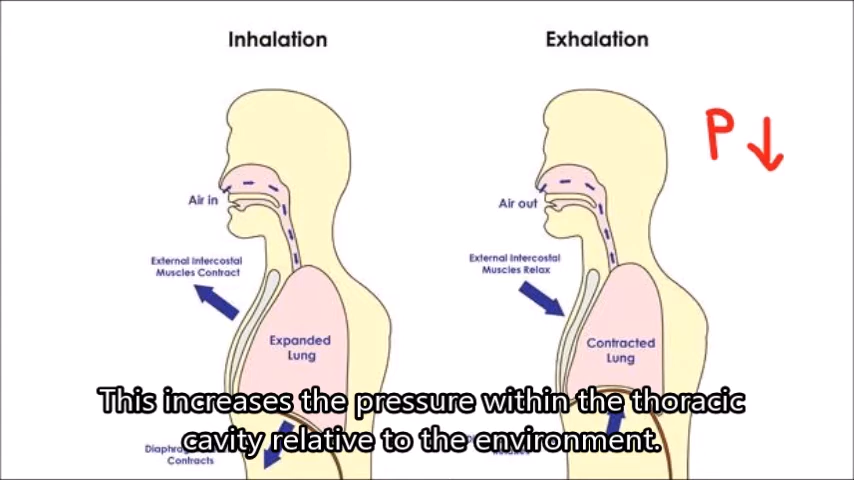 Inhalation
Exhalation
P
Air in
Air out
External Intercostal
Muscles Contract
External Intercostal
Muscles Relax
Expanded
Lung
Contracted
Lung
This increases the pressure within the thoracic
cavity relative to the environment.
Contracts